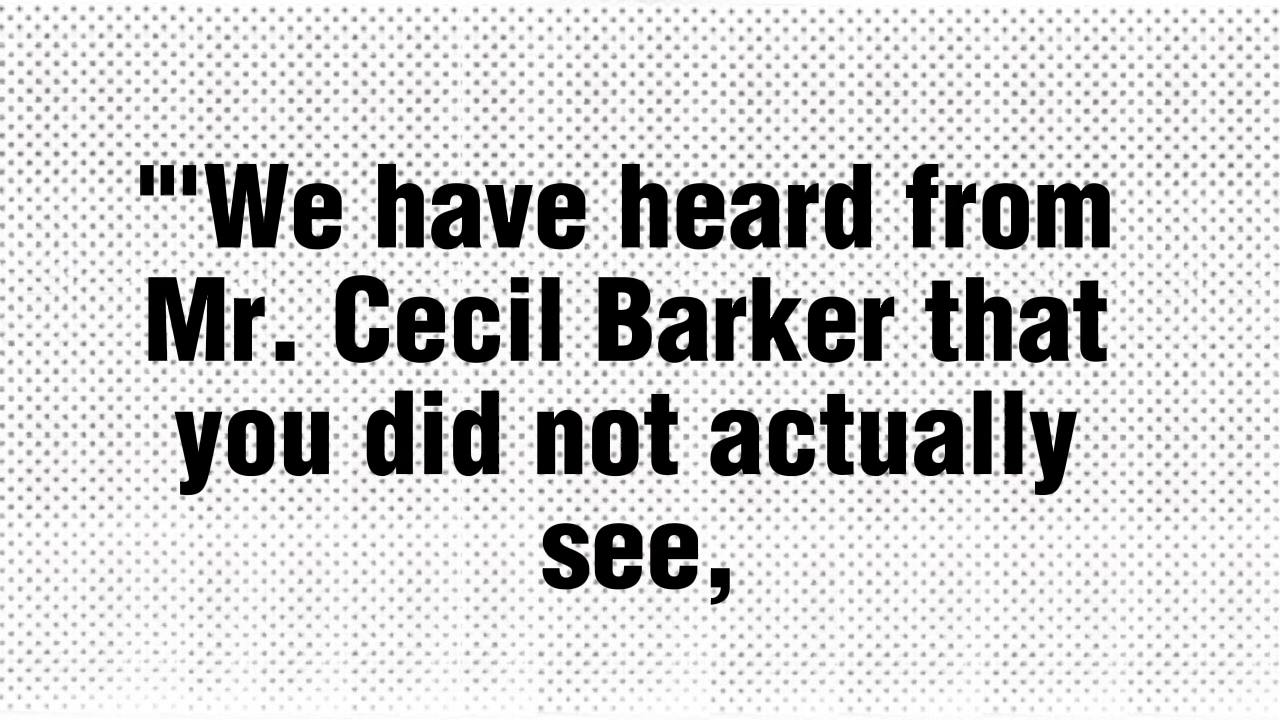 "'We have heard from
Mr. Cecil Barker that
you did not actually
see,